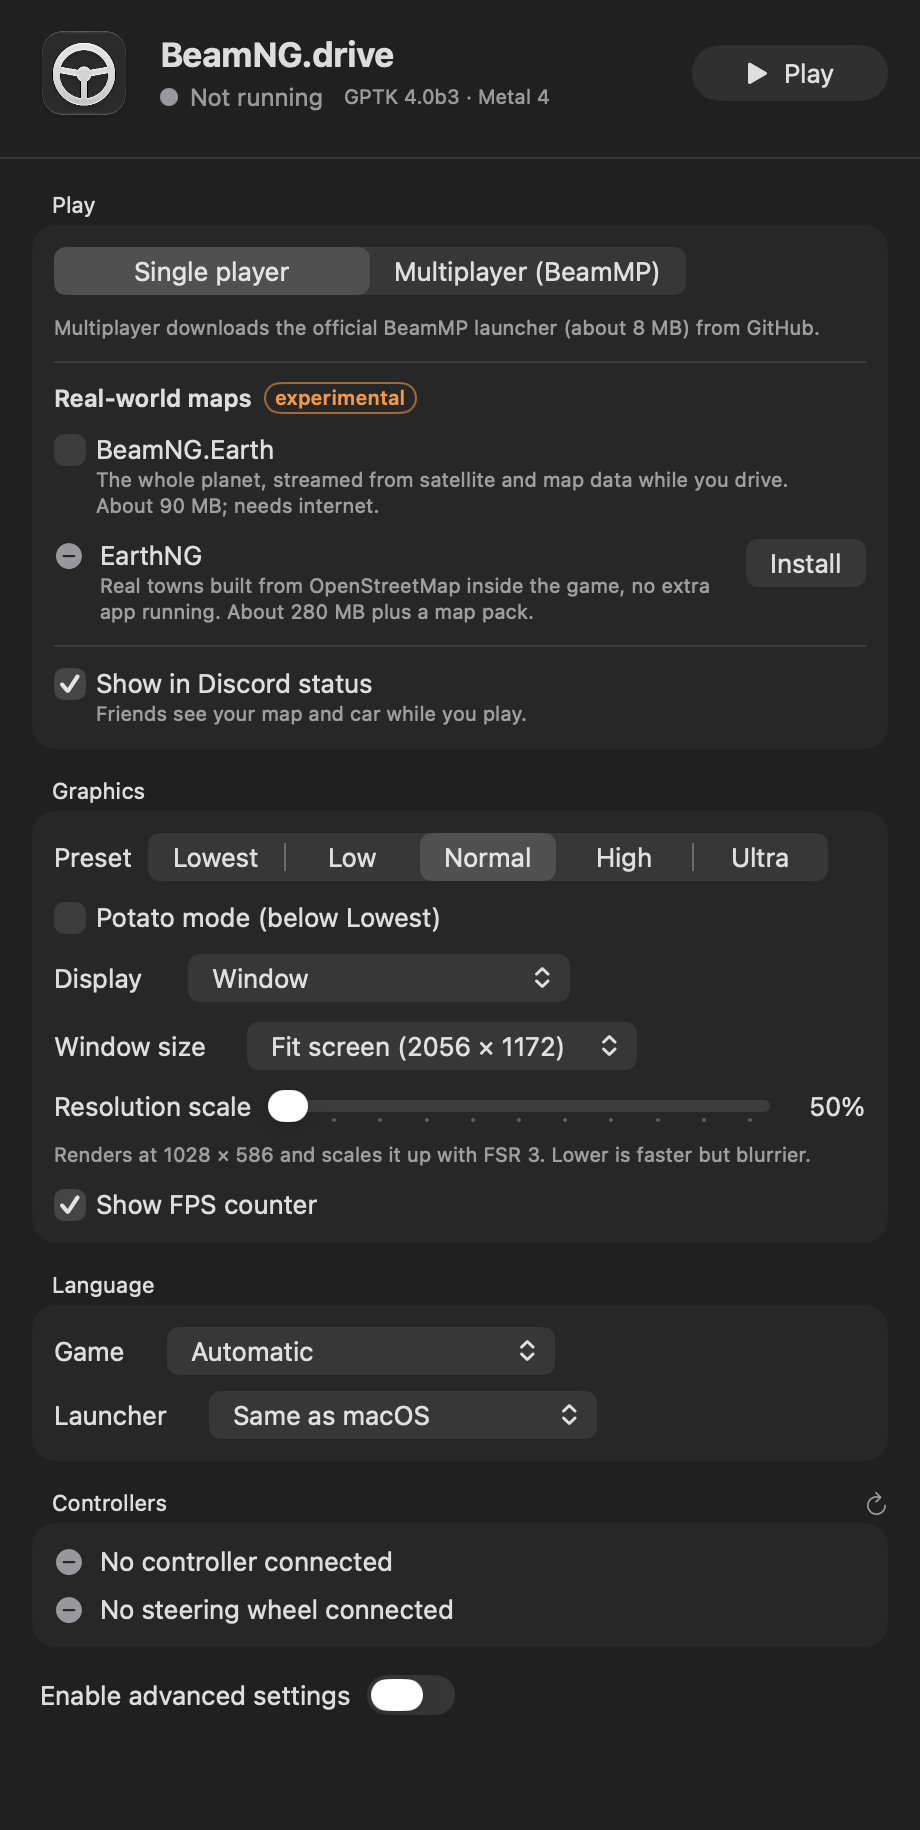 BeamNG.drive
Not running GPTK 4.0b3 · Metal 4
Play
Play
Single player
Multiplayer (BeamMP)
Multiplayer downloads the official BeamMP launcher (about 8 MB) from GitHub.
Real-world maps experimental
BeamNG.Earth
The whole planet, streamed from satellite and map data while you drive.
About 90 MB; needs internet.
EarthNG
Real towns built from OpenStreetMap inside the game, no extra
app running. About 280 MB plus a map pack.
Install
Show in Discord status
Friends see your map and car while you play.
Graphics
Preset Lowest Low Normal High Ultra
Potato mode (below Lowest)
Display Window
Window size Fit screen (2056 × 1172)
Resolution scale 50%
Renders at 1028 × 586 and scales it up with FSR 3. Lower is faster but blurrier.
Show FPS counter
Language
Game Automatic
Launcher Same as macOS
Controllers
No controller connected
No steering wheel connected
Enable advanced settings